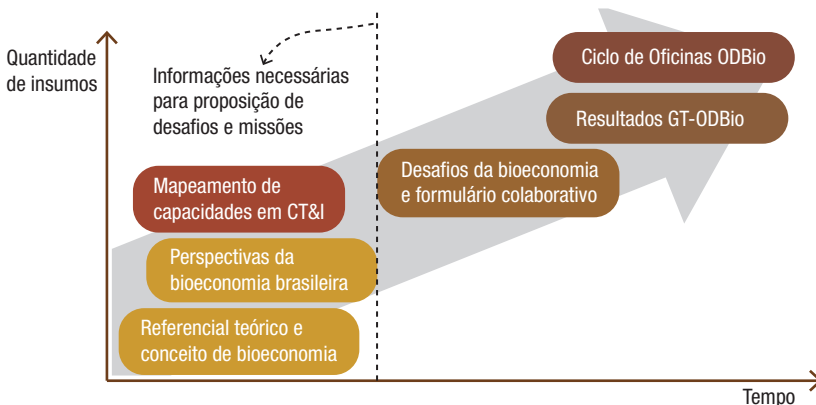 Quantidade
de insumos
Informações necessárias
para proposição de
desafios e missões
Ciclo de Oficinas ODBio
Resultados GT-ODBio
Desafios da bioeconomia
e formulário colaborativo
Mapeamento de
capacidades em CT&I
Perspectivas da
bioeconomia brasileira
Referencial teórico e
conceito de bioeconomia
Tempo